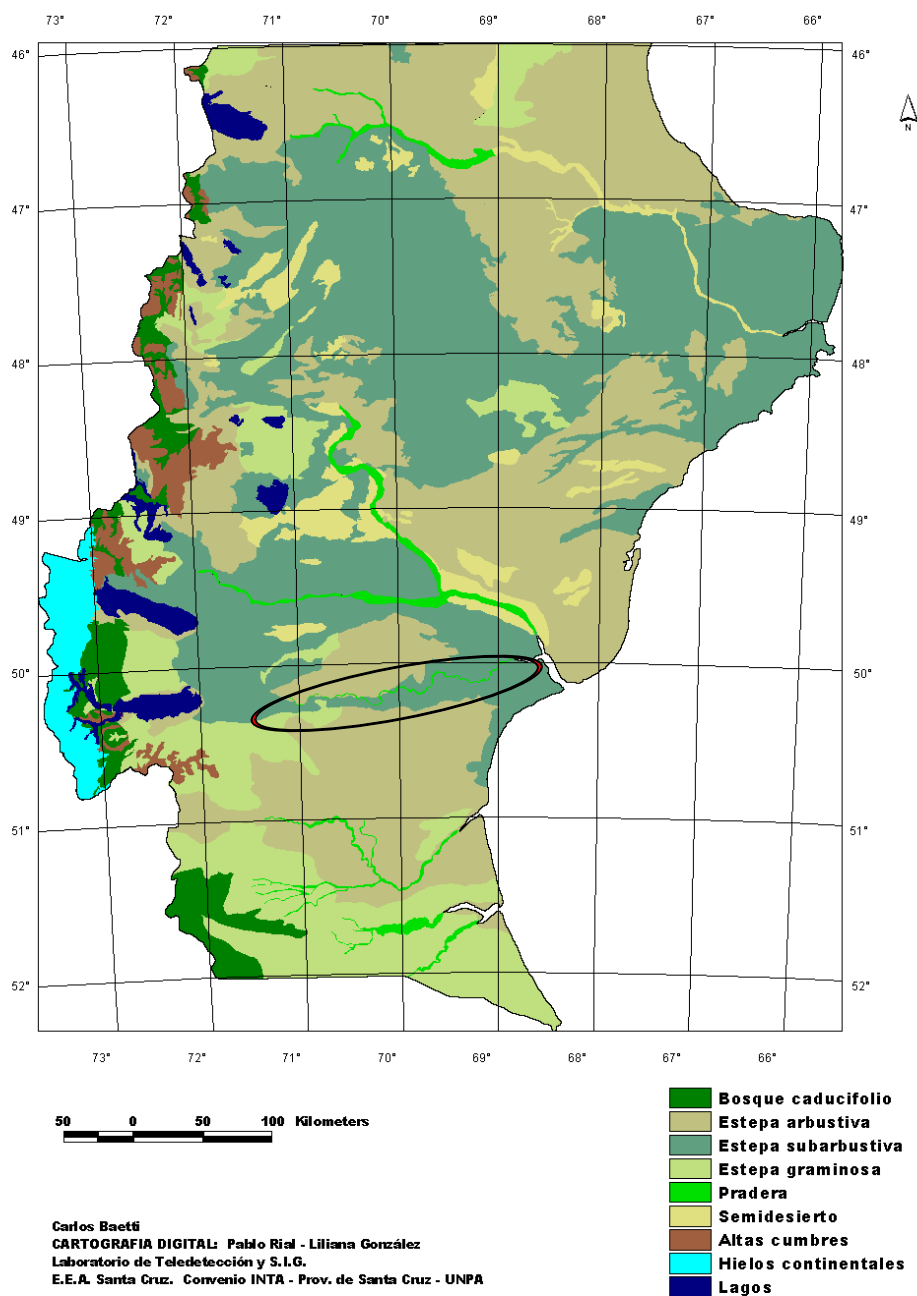 73° 72° 71° 70° 69° 68° 67° 66°
46° 46°
47° 47°
48° 48°
49° 49°
50° 50°
51° 51°
52° 52°
73° 72° 71° 70° 69° 68° 67° 66°
N
50 0 50 100 Kilometers
Bosque caducifolio
Estepa arbustiva
Estepa subarbustiva
Estepa graminosa
Pradera
Semidesierto
Altas cumbres
Hielos continentales
Lagos
Carlos Baetti
CARTOGRAFIA DIGITAL: Pablo Rial - Liliana González
Laboratorio de Teledetección y S.I.G.
E.E.A. Santa Cruz. Convenio INTA - Prov. de Santa Cruz - UNPA